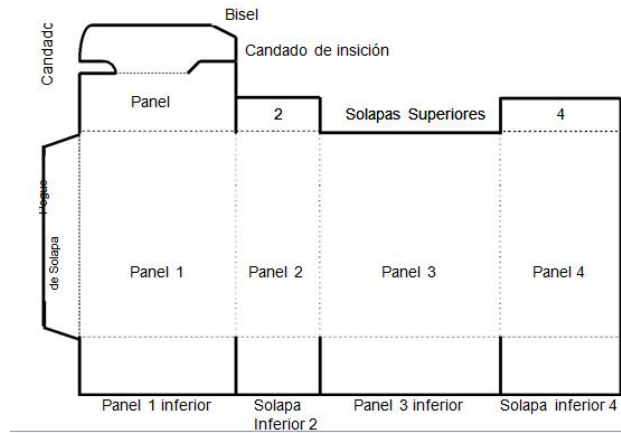 Bisel
Candado
Candado de insición
Panel
2
Solapas Superiores
4
Pegue
de Solapa
Panel 1
Panel 2
Panel 3
Panel 4
Panel 1 inferior
Solapa
Inferior 2
Panel 3 inferior
Solapa inferior 4